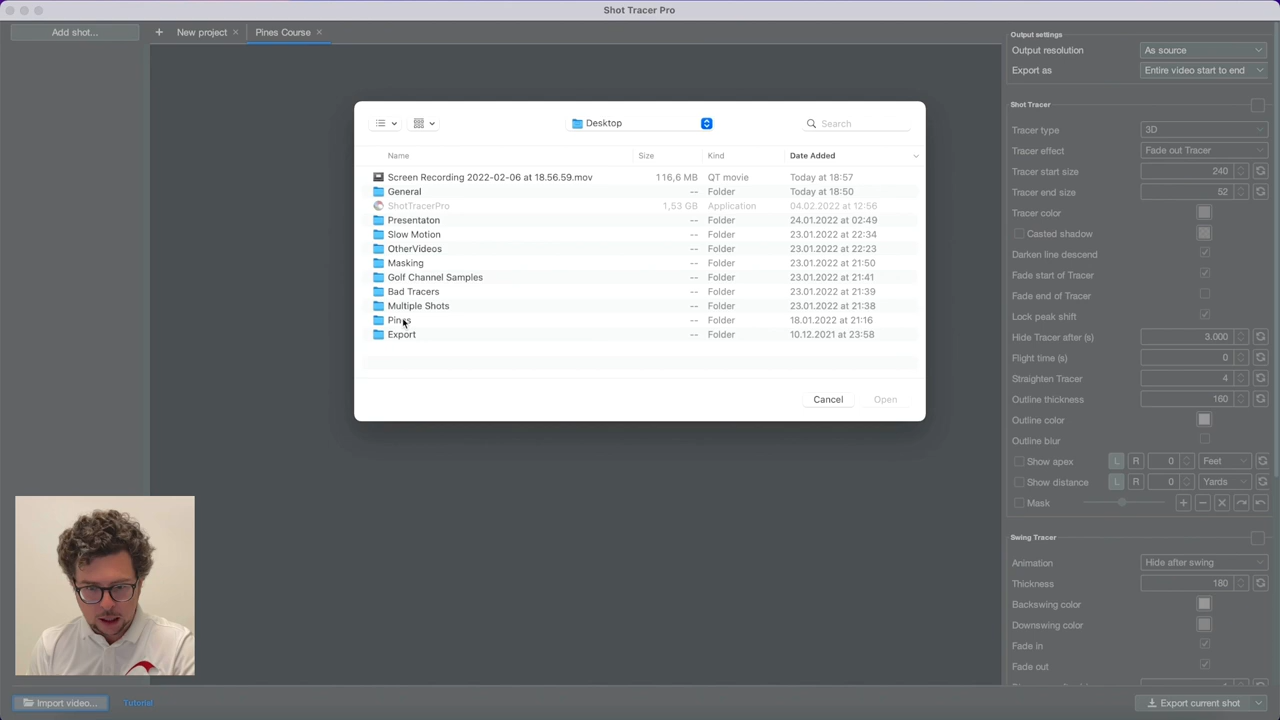 Shot Tracer Pro
Add shot...
New project
Pines Course
Output settings
Output resolution As source
Export as Entire video start to end
Shot Tracer
Tracer type 3D
Tracer effect Fade out Tracer
Tracer start size 240
Tracer end size 52
Tracer color
Casted shadow
Darken line descend
Fade start of Tracer
Fade end of Tracer
Lock peak shift
Hide Tracer after (s) 3.000
Flight time (s) 0
Straighten Tracer 4
Outline thickness 160
Outline color
Outline blur
Show apex L R 0 Feet
Show distance L R 0 Yards
Mask
Swing Tracer
Animation Hide after swing
Thickness 180
Backswing color
Downswing color
Fade in
Fade out
Desktop
Search
Name Size Kind Date Added
Screen Recording 2022-02-06 at 18.56.59.mov 116,6 MB QT movie Today at 18:57
General -- Folder Today at 18:50
ShotTracerPro 1,53 GB Application 04.02.2022 at 12:56
Presentaton -- Folder 24.01.2022 at 02:49
Slow Motion -- Folder 23.01.2022 at 22:34
OtherVideos -- Folder 23.01.2022 at 22:23
Masking -- Folder 23.01.2022 at 21:50
Golf Channel Samples -- Folder 23.01.2022 at 21:41
Bad Tracers -- Folder 23.01.2022 at 21:39
Multiple Shots -- Folder 23.01.2022 at 21:38
Pines -- Folder 18.01.2022 at 21:16
Export -- Folder 10.12.2021 at 23:58
Cancel
Open
Import video...
Tutorial
Export current shot